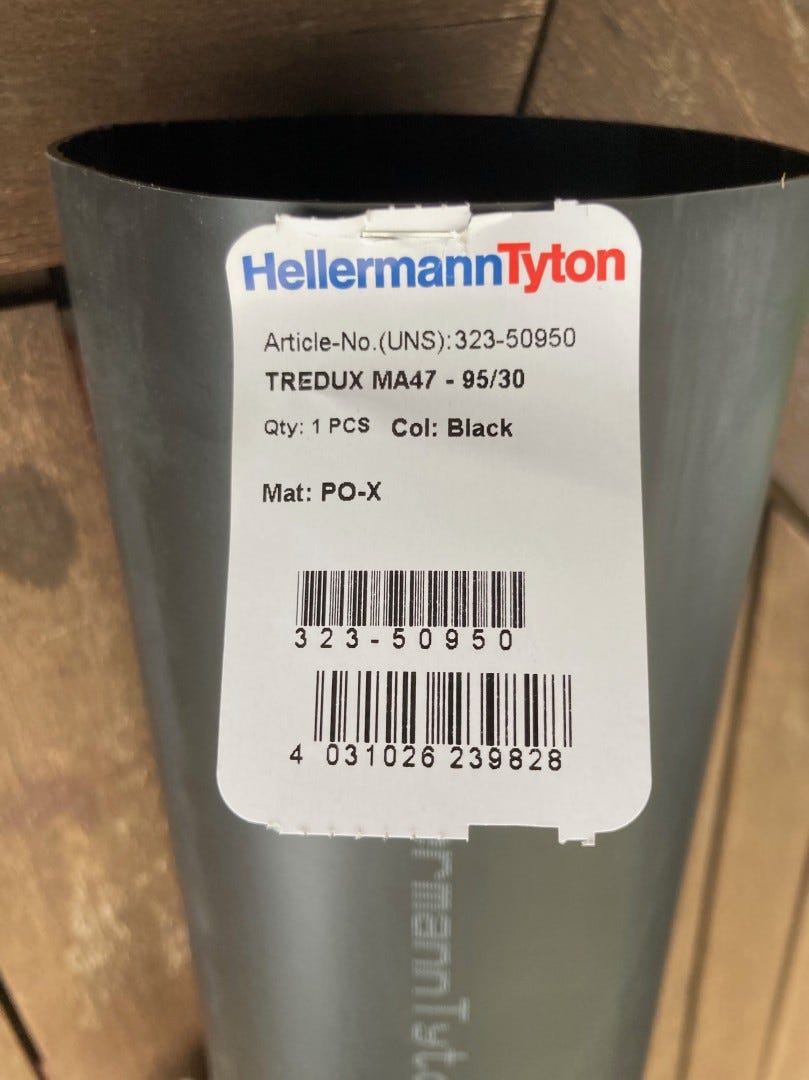 HellermannTyton
Article-No.(UNS):323-50950
TREDUX MA47 - 95/30
Qty: 1 PCS Col: Black
Mat: PO-X
323-50950
4 031026 239828